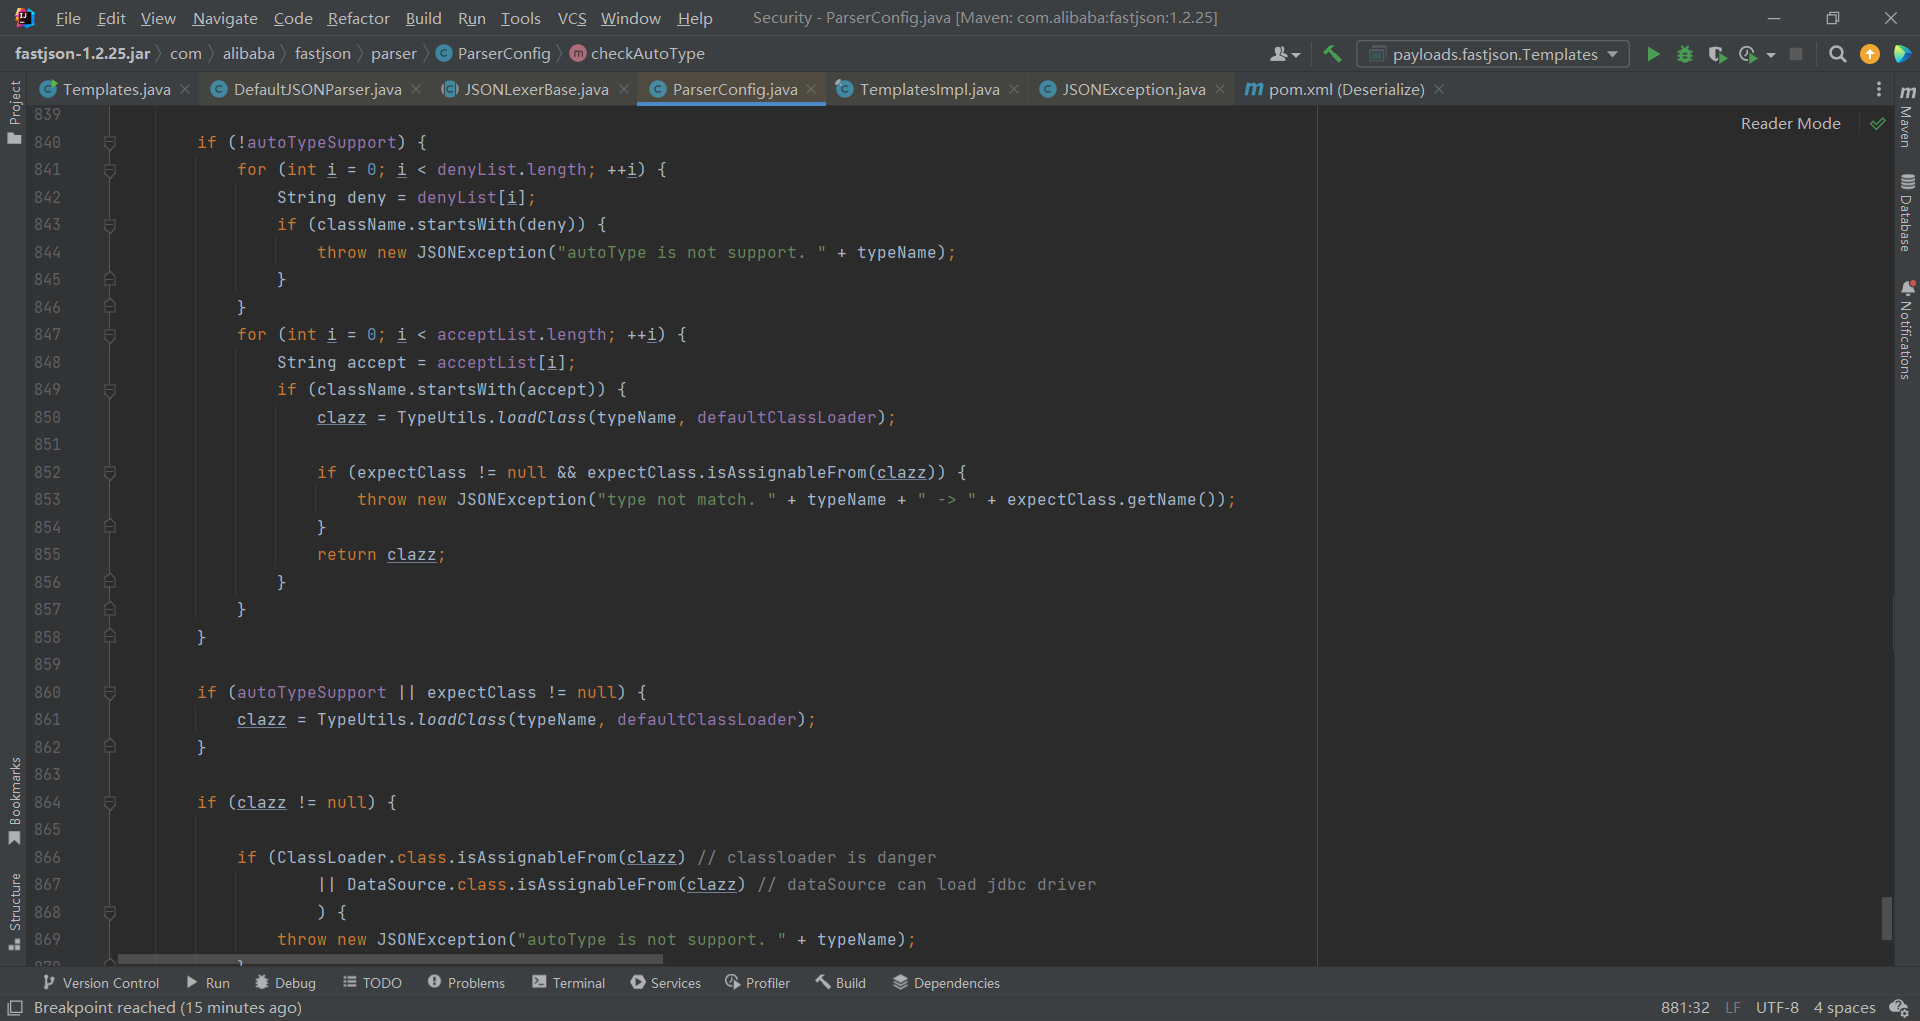 File Edit View Navigate Code Refactor Build Run Tools VCS Window Help Security - ParserConfig.java [Maven: com.alibaba:fastjson:1.2.25]
fastjson-1.2.25.jar com alibaba fastjson parser ParserConfig checkAutoType payloads.fastjson.Templates
Templates.java DefaultJSONParser.java JSONLexerBase.java ParserConfig.java TemplatesImpl.java JSONException.java pom.xml (Deserialize)
Reader Mode
839
840 if (!autoTypeSupport) {
841 for (int i = 0; i < denyList.length; ++i) {
842 String deny = denyList[i];
843 if (className.startsWith(deny)) {
844 throw new JSONException("autoType is not support. " + typeName);
845 }
846 }
847 for (int i = 0; i < acceptList.length; ++i) {
848 String accept = acceptList[i];
849 if (className.startsWith(accept)) {
850 clazz = TypeUtils.loadClass(typeName, defaultClassLoader);
851
852 if (expectClass != null && expectClass.isAssignableFrom(clazz)) {
853 throw new JSONException("type not match. " + typeName + " -> " + expectClass.getName());
854 }
855 return clazz;
856 }
857 }
858 }
859
860 if (autoTypeSupport || expectClass != null) {
861 clazz = TypeUtils.loadClass(typeName, defaultClassLoader);
862 }
863
864 if (clazz != null) {
865
866 if (ClassLoader.class.isAssignableFrom(clazz) // classloader is danger
867 || DataSource.class.isAssignableFrom(clazz) // dataSource can load jdbc driver
868 ) {
869 throw new JSONException("autoType is not support. " + typeName);
Project
Bookmarks
Structure
Maven
Database
Notifications
Version Control Run Debug TODO Problems Terminal Services Profiler Build Dependencies
Breakpoint reached (15 minutes ago) 881:32 LF UTF-8 4 spaces